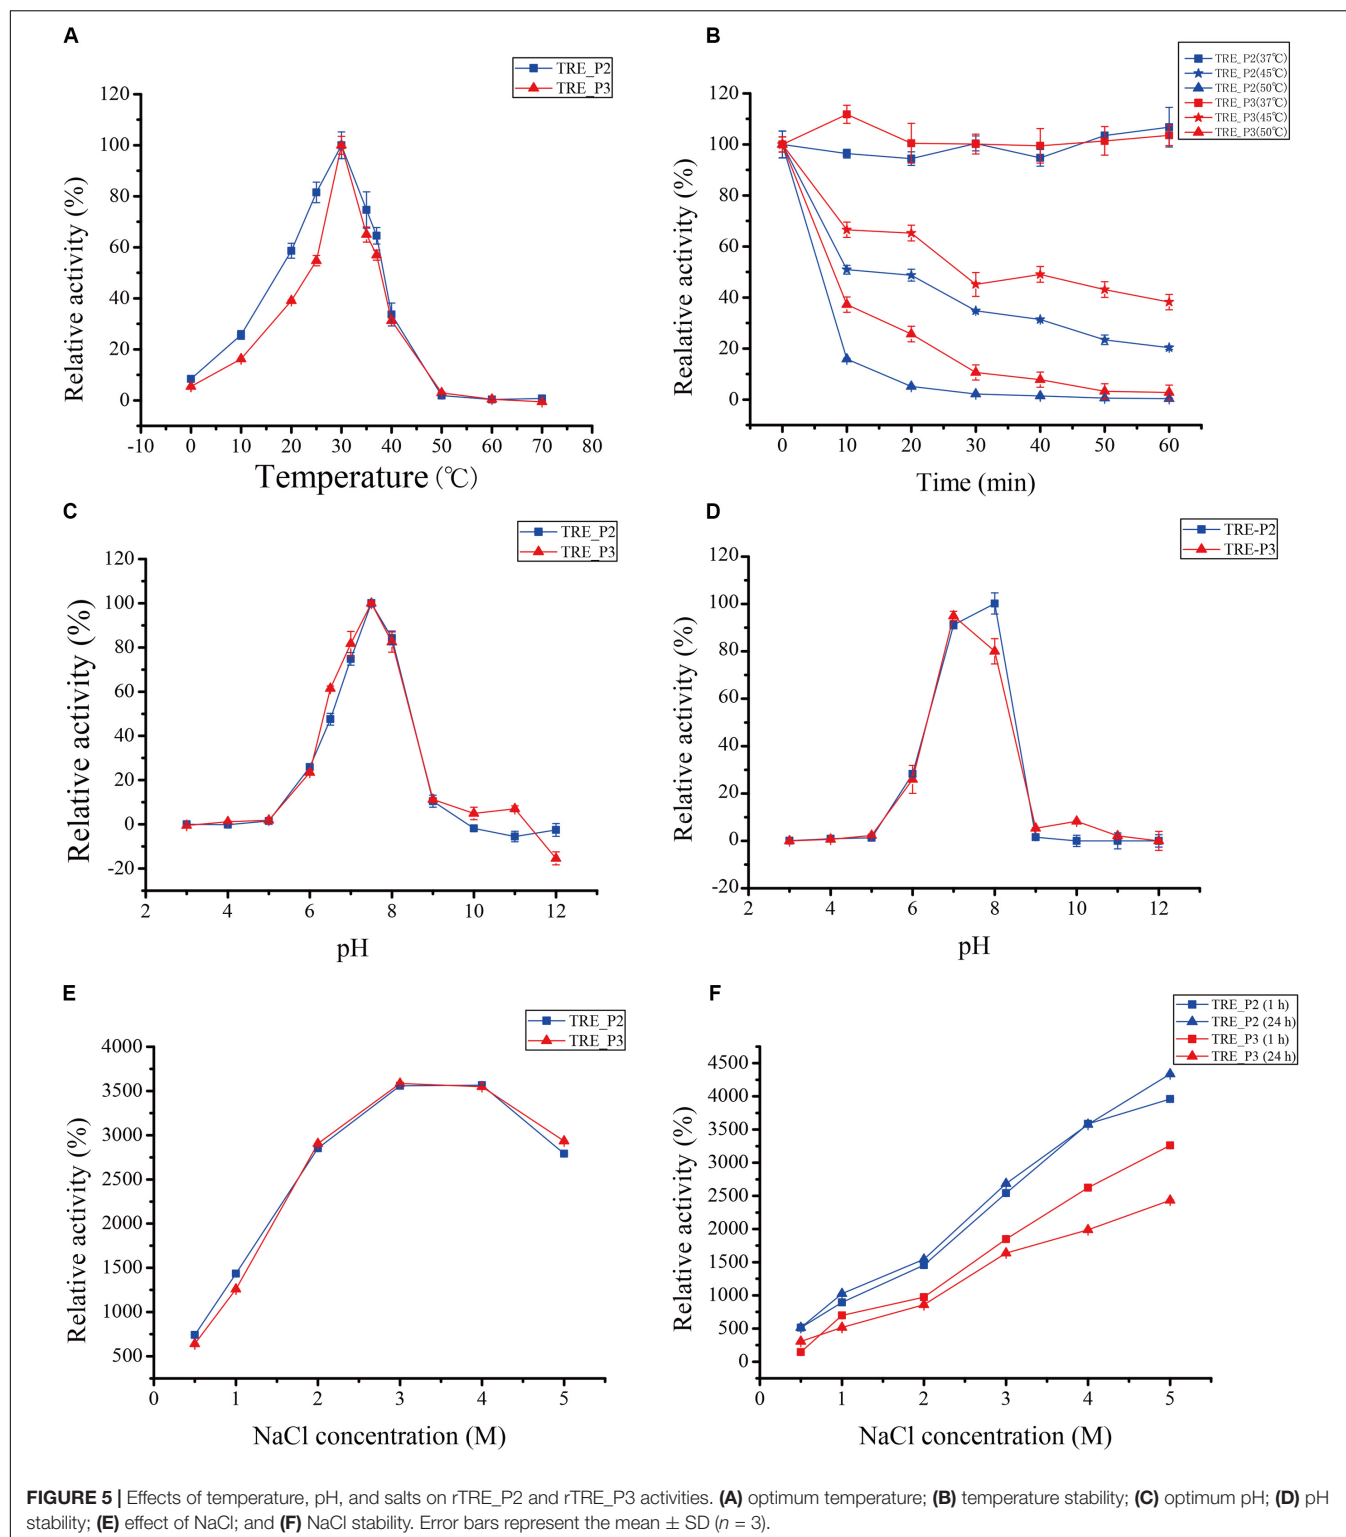 A
TRE_P2
TRE_P3
Relative activity (%)
120
100
80
60
40
20
0
-10 0 10 20 30 40 50 60 70 80
Temperature (℃)
B
TRE_P2(37℃)
TRE_P2(45℃)
TRE_P2(50℃)
TRE_P3(37℃)
TRE_P3(45℃)
TRE_P3(50℃)
Ralative activity (%)
120
100
80
60
40
20
0
0 10 20 30 40 50 60
Time (min)
C
TRE_P2
TRE_P3
Relative activity (%)
120
100
80
60
40
20
0
-20
2 4 6 8 10 12
pH
D
TRE-P2
TRE-P3
Relative activity (%)
120
100
80
60
40
20
0
-20
2 4 6 8 10 12
pH
E
TRE_P2
TRE_P3
Relative activity (%)
4000
3500
3000
2500
2000
1500
1000
500
0 1 2 3 4 5
NaCl concentration (M)
F
TRE_P2 (1 h)
TRE_P2 (24 h)
TRE_P3 (1 h)
TRE_P3 (24 h)
Relative activity (%)
4500
4000
3500
3000
2500
2000
1500
1000
500
0
0 1 2 3 4 5
NaCl concentration (M)
FIGURE 5 | Effects of temperature, pH, and salts on rTRE_P2 and rTRE_P3 activities. (A) optimum temperature; (B) temperature stability; (C) optimum pH; (D) pH
stability; (E) effect of NaCl; and (F) NaCl stability. Error bars represent the mean ± SD (n = 3).